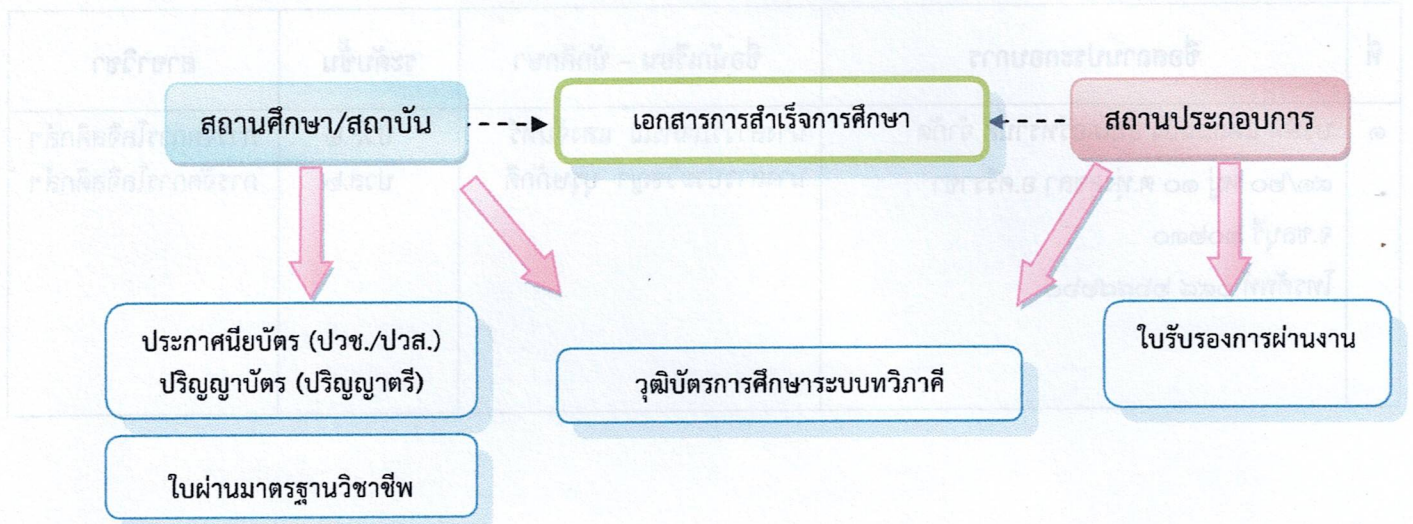 สถานศึกษา/สถาบัน
เอกสารการสำเร็จการศึกษา
สถานประกอบการ
ประกาศนียบัตร (ปวช./ปวส.)
ปริญญาบัตร (ปริญญาตรี)
วุฒิบัตรการศึกษาระบบทวิภาคี
ใบรับรองการผ่านงาน
ใบผ่านมาตรฐานวิชาชีพ